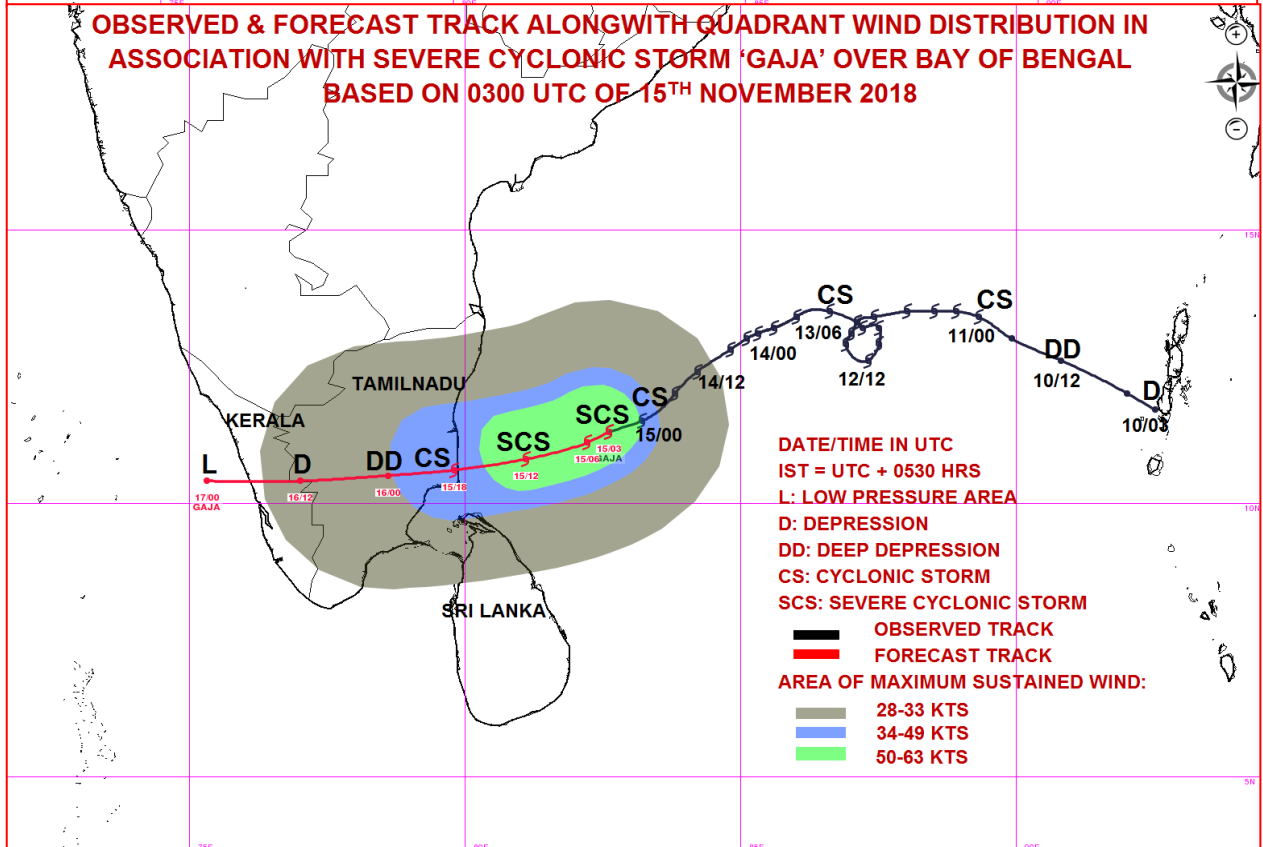 OBSERVED & FORECAST TRACK ALONGWITH QUADRANT WIND DISTRIBUTION IN
ASSOCIATION WITH SEVERE CYCLONIC STORM ‘GAJA’ OVER BAY OF BENGAL
BASED ON 0300 UTC OF 15TH NOVEMBER 2018
15N
CS
CS
13/06
11/00
14/00
DD
12/12
10/12
14/12
D
10/03
TAMILNADU
KERALA
CS
SCS
15/00
SCS
15/03
GAJA
15/06
15/12
CS
15/18
DD
16/00
D
16/12
L
17/00
GAJA
10N
SRI LANKA
DATE/TIME IN UTC
IST = UTC + 0530 HRS
L: LOW PRESSURE AREA
D: DEPRESSION
DD: DEEP DEPRESSION
CS: CYCLONIC STORM
SCS: SEVERE CYCLONIC STORM
OBSERVED TRACK
FORECAST TRACK
AREA OF MAXIMUM SUSTAINED WIND:
28-33 KTS
34-49 KTS
50-63 KTS
5N